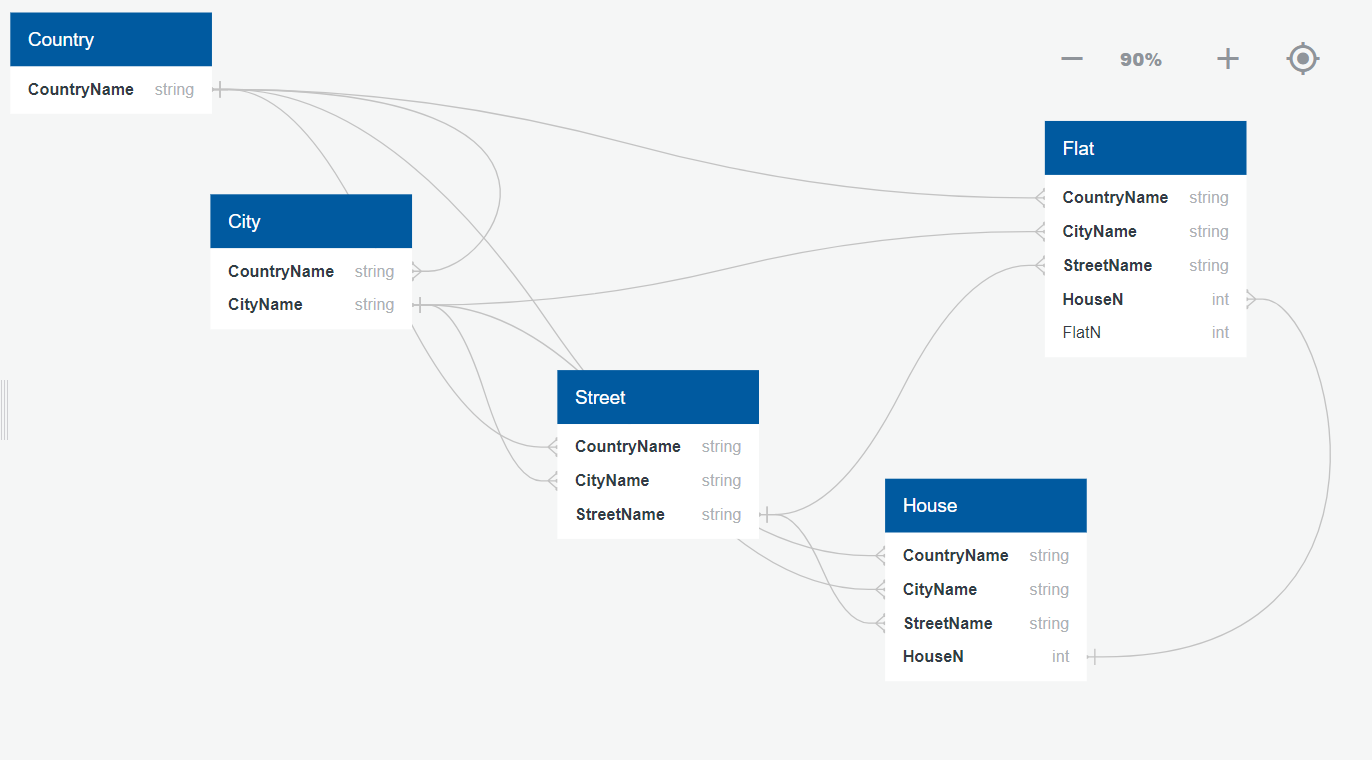 Country
CountryName string
90%
Flat
CountryName string
CityName string
StreetName string
HouseN int
FlatN int
City
CountryName string
CityName string
Street
CountryName string
CityName string
StreetName string
House
CountryName string
CityName string
StreetName string
HouseN int